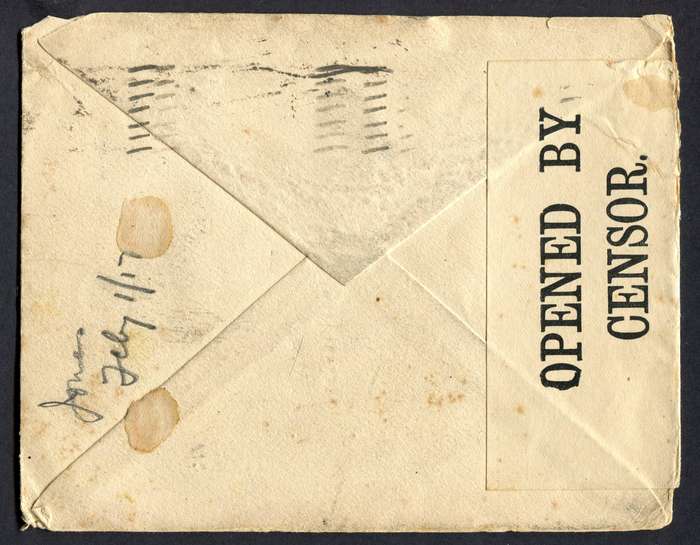 OPENED BY
CENSOR.
Jones
Feby 1/17